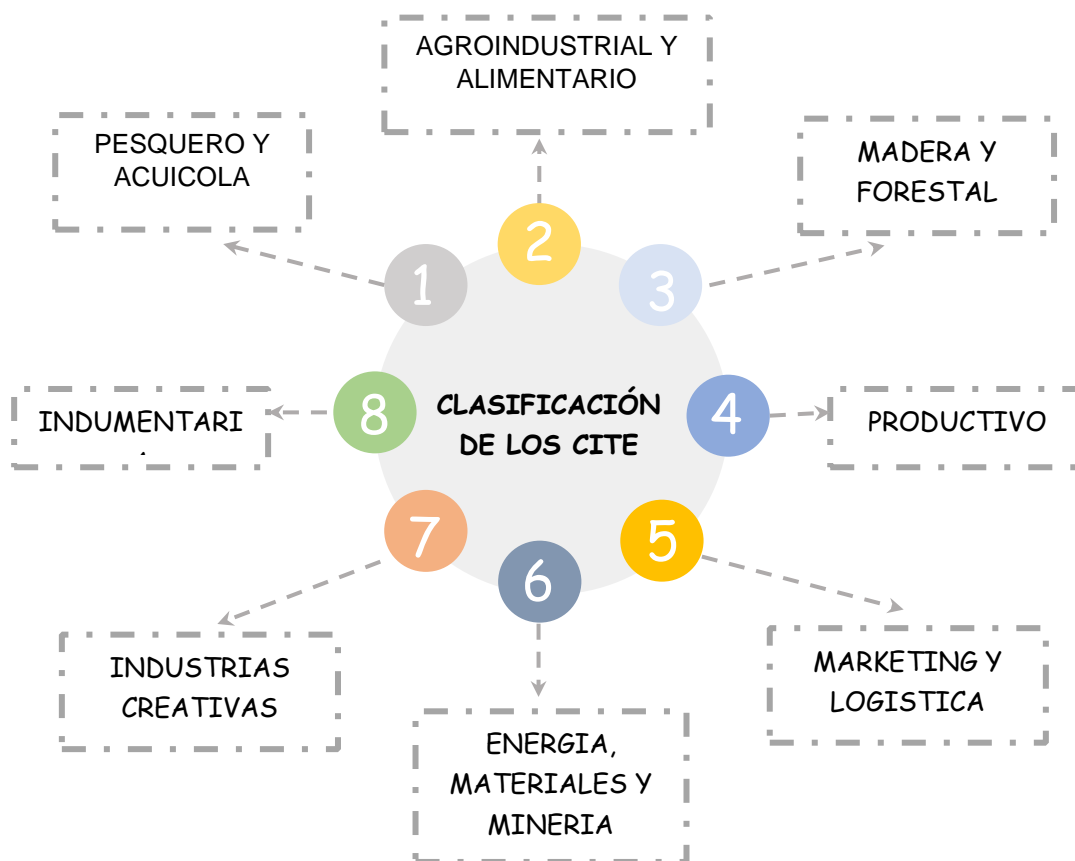 AGROINDUSTRIAL Y
ALIMENTARIO
PESQUERO Y
ACUICOLA
MADERA Y
FORESTAL
1
2
3
8
CLASIFICACIÓN
DE LOS CITE
4
INDUMENTARI
PRODUCTIVO
7
6
5
INDUSTRIAS
CREATIVAS
MARKETING Y
LOGISTICA
ENERGIA,
MATERIALES Y
MINERIA